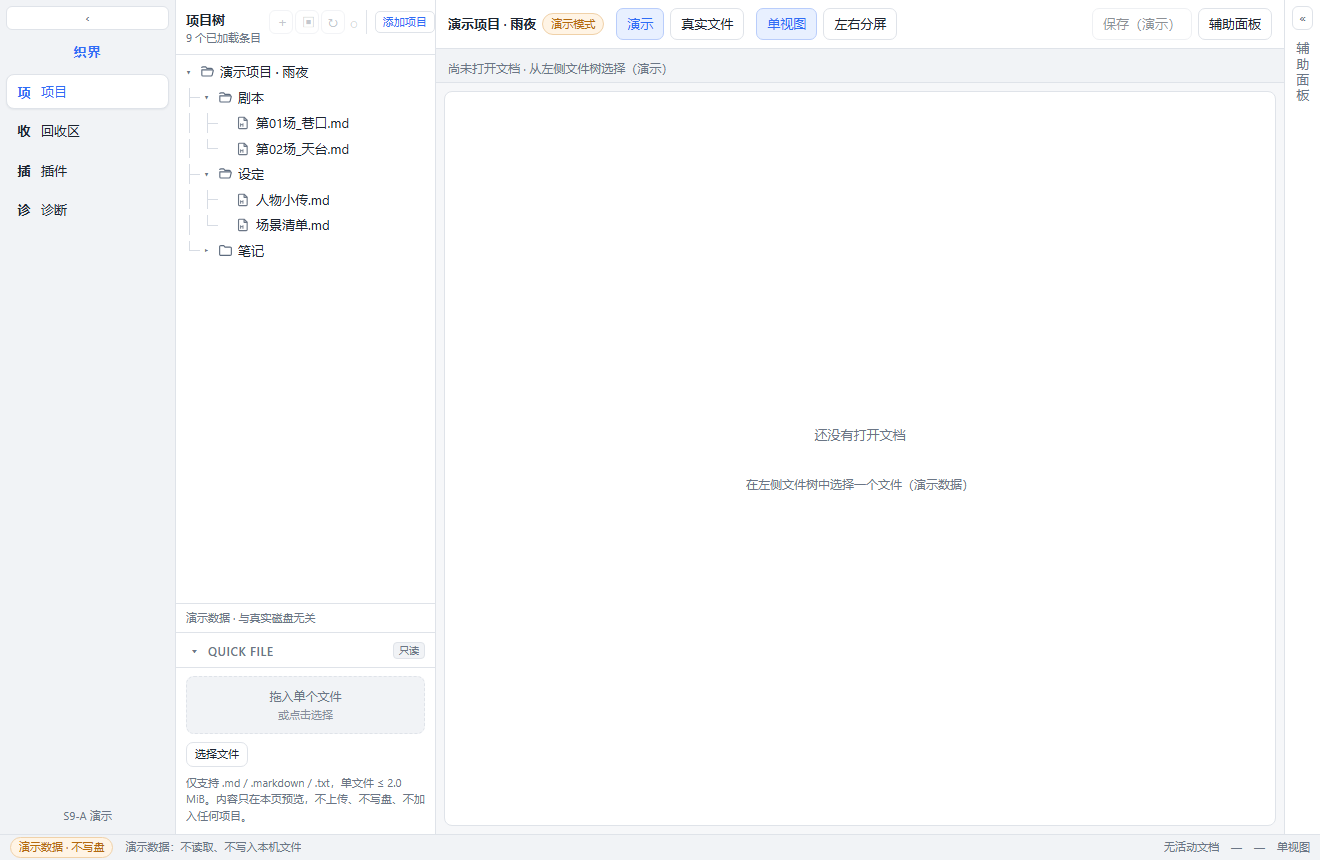 ‹
织界
项 项目
收 回收区
插 插件
诊 诊断
S9-A 演示
项目树
9 个已加载条目
+ ↻ ○ 添加项目
演示项目 · 雨夜
剧本
第01场_巷口.md
第02场_天台.md
设定
人物小传.md
场景清单.md
笔记
演示数据 · 与真实磁盘无关
QUICK FILE 只读
拖入单个文件
或点击选择
选择文件
仅支持 .md / .markdown / .txt，单文件 ≤ 2.0
MiB。内容只在本页预览，不上传、不写盘、不加
入任何项目。
演示项目 · 雨夜 演示模式 演示 真实文件 单视图 左右分屏 保存（演示） 辅助面板
尚未打开文档 · 从左侧文件树选择（演示）
还没有打开文档
在左侧文件树中选择一个文件（演示数据）
«
辅
助
面
板
演示数据 · 不写盘 演示数据：不读取、不写入本机文件 无活动文档 — — 单视图